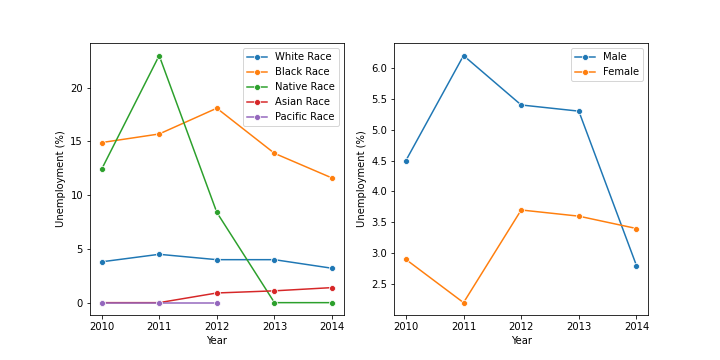 White Race
Black Race
Native Race
Asian Race
Pacific Race
Unemployment (%)
20
15
10
5
0
2010 2011 2012 2013 2014
Year
Male
Female
Unemployment (%)
6.0
5.5
5.0
4.5
4.0
3.5
3.0
2.5
2010 2011 2012 2013 2014
Year